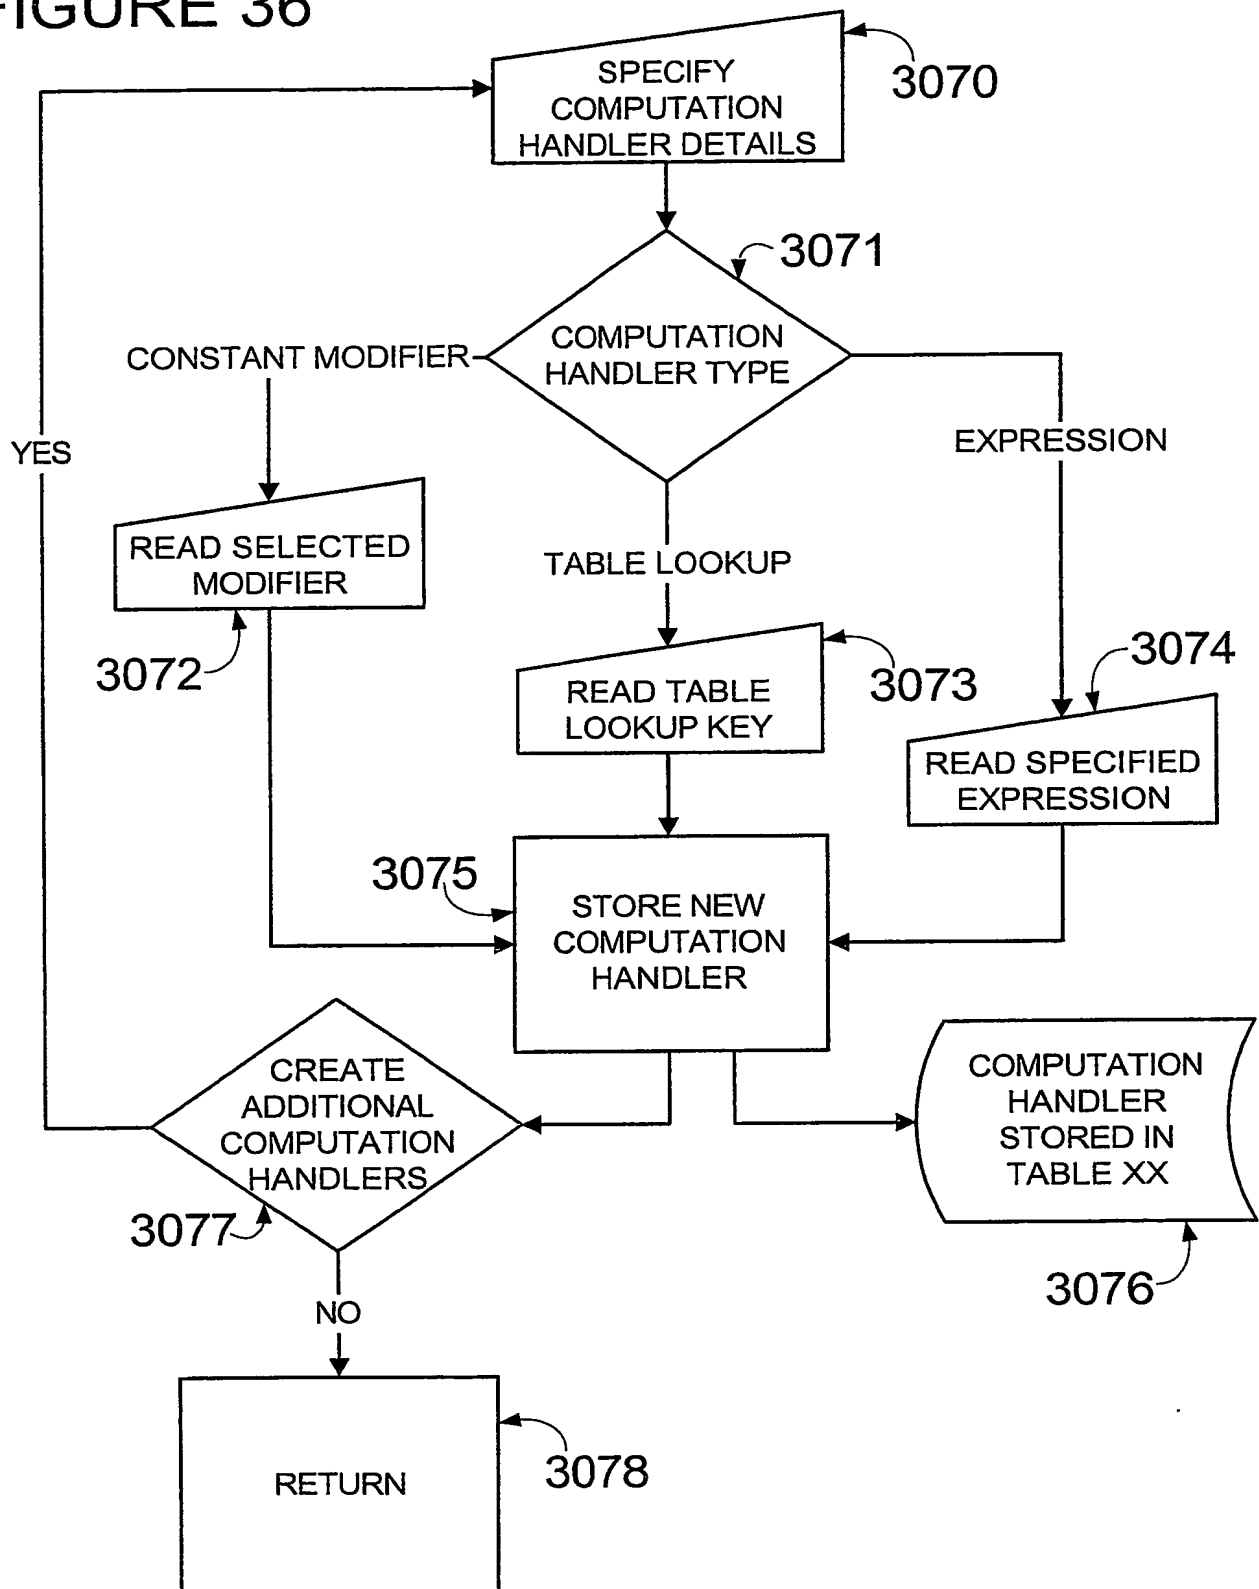 FIGURE 36
3070
SPECIFY
COMPUTATION
HANDLER DETAILS
3071
COMPUTATION
HANDLER TYPE
CONSTANT MODIFIER
YES
EXPRESSION
READ SELECTED
MODIFIER
TABLE LOOKUP
3072
3073
3074
READ TABLE
LOOKUP KEY
READ SPECIFIED
EXPRESSION
3075
STORE NEW
COMPUTATION
HANDLER
CREATE
ADDITIONAL
COMPUTATION
HANDLERS
COMPUTATION
HANDLER
STORED IN
TABLE XX
3077
3076
NO
3078
RETURN